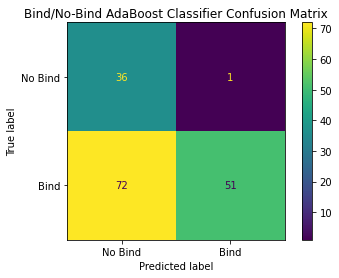 Bind/No-Bind AdaBoost Classifier Confusion Matrix
No Bind
Bind
True label
36
1
72
51
No Bind
Bind
Predicted label
70
60
50
40
30
20
10